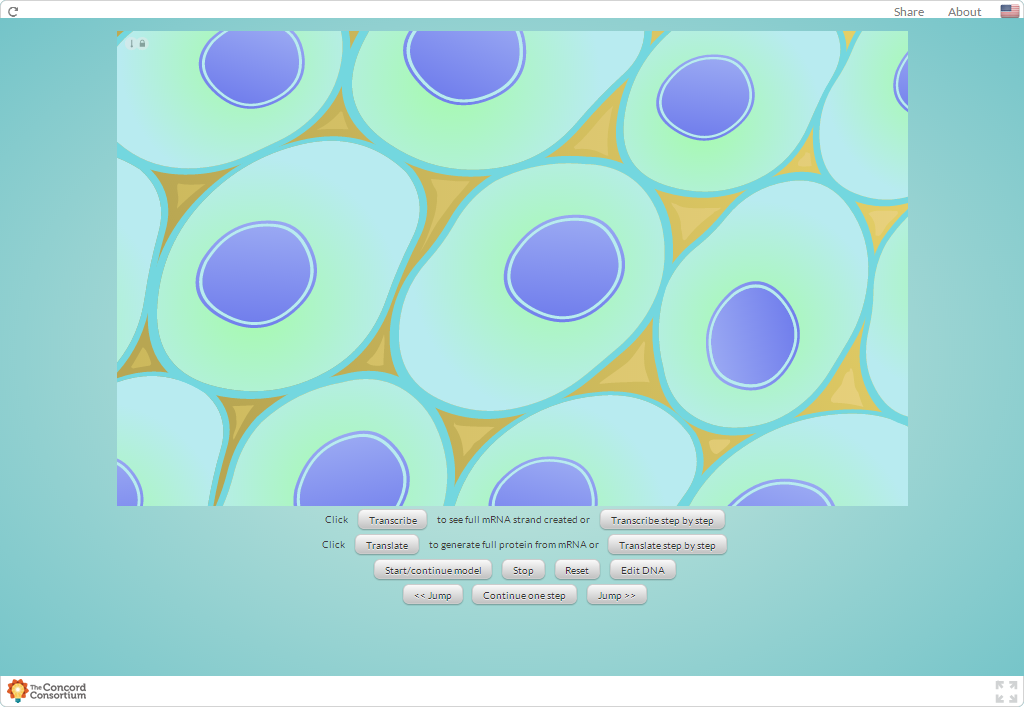 Share About
Click Transcribe to see full mRNA strand created or Transcribe step by step
Click Translate to generate full protein from mRNA or Translate step by step
Start/continue model Stop Reset Edit DNA
<< Jump Continue one step Jump >>
The Concord
Consortium